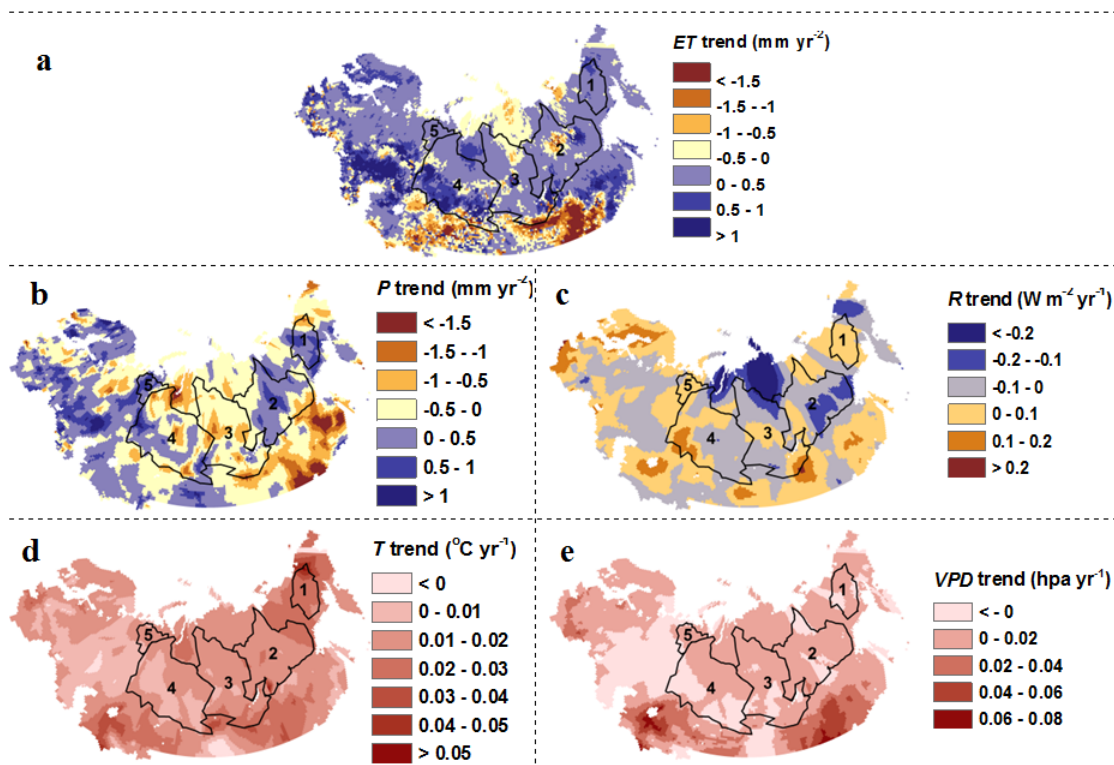 a
ET trend (mm yr-2)
< -1.5
-1.5 - -1
-1 - -0.5
-0.5 - 0
0 - 0.5
0.5 - 1
> 1
1
2
3
4
5
b
P trend (mm yr-2)
< -1.5
-1.5 - -1
-1 - -0.5
-0.5 - 0
0 - 0.5
0.5 - 1
> 1
1
2
3
4
5
c
R trend (W m-2 yr-1)
< -0.2
-0.2 - -0.1
-0.1 - 0
0 - 0.1
0.1 - 0.2
> 0.2
1
2
3
4
5
d
T trend (oC yr-1)
< 0
0 - 0.01
0.01 - 0.02
0.02 - 0.03
0.03 - 0.04
0.04 - 0.05
> 0.05
1
2
3
4
5
e
VPD trend (hpa yr-1)
< - 0
0 - 0.02
0.02 - 0.04
0.04 - 0.06
0.06 - 0.08
1
2
3
4
5